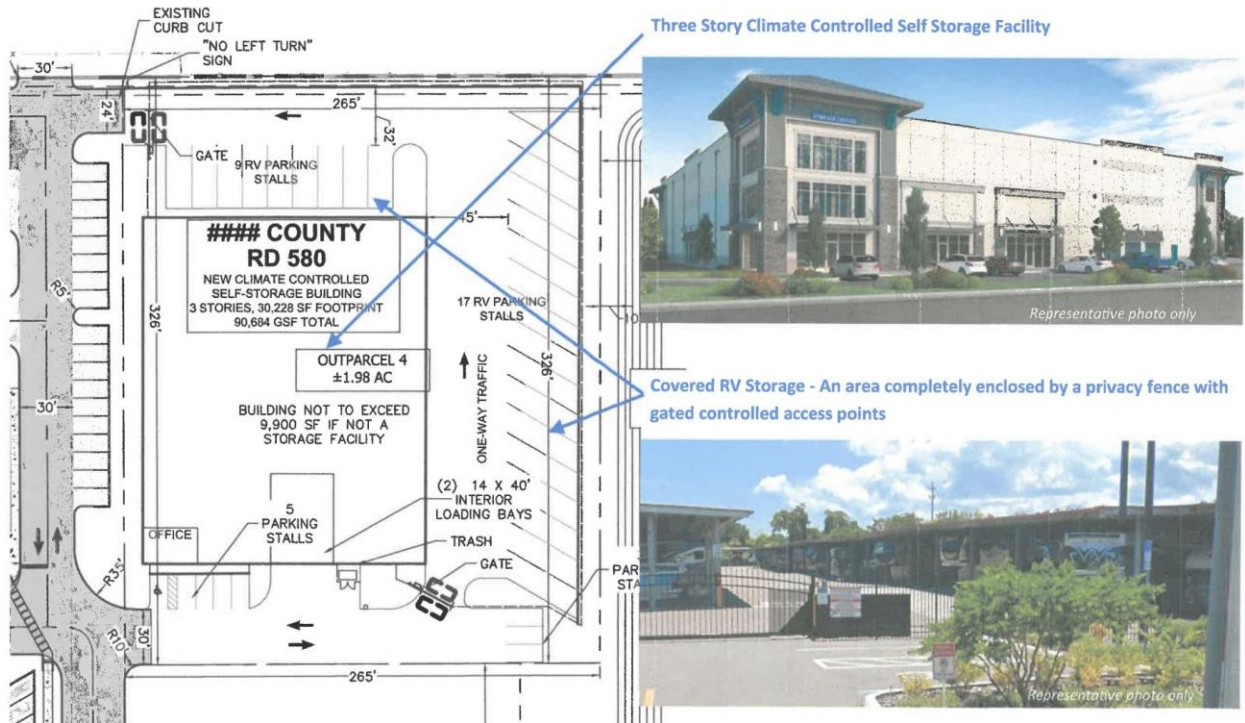 EXISTING
CURB CUT
"NO LEFT TURN"
SIGN
30'
24'
265'
32'
GATE
9 RV PARKING
STALLS
45'
#### COUNTY
RD 580
NEW CLIMATE CONTROLLED
SELF-STORAGE BUILDING
3 STORIES, 30,228 SF FOOTPRINT
90,684 GSF TOTAL
R5'
326'
17 RV PARKING
STALLS
10
326'
OUTPARCEL 4
±1.98 AC
30'
BUILDING NOT TO EXCEED
9,900 SF IF NOT A
STORAGE FACILITY
ONE-WAY TRAFFIC
(2) 14 X 40'
INTERIOR
LOADING BAYS
5
PARKING
STALLS
OFFICE
TRASH
GATE
PAR
STA
R35'
R10'
30'
265'
Three Story Climate Controlled Self Storage Facility
Representative photo only
Covered RV Storage - An area completely enclosed by a privacy fence with
gated controlled access points
Representative photo only